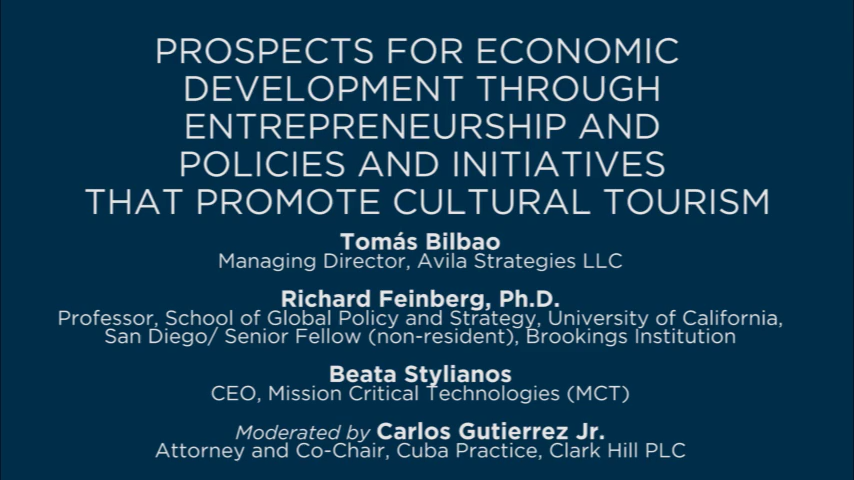 PROSPECTS FOR ECONOMIC
DEVELOPMENT THROUGH
ENTREPRENEURSHIP AND
POLICIES AND INITIATIVES
THAT PROMOTE CULTURAL TOURISM
Tomás Bilbao
Managing Director, Avila Strategies LLC
Richard Feinberg, Ph.D.
Professor, School of Global Policy and Strategy, University of California,
San Diego/ Senior Fellow (non-resident), Brookings Institution
Beata Stylianos
CEO, Mission Critical Technologies (MCT)
Moderated by Carlos Gutierrez Jr.
Attorney and Co-Chair, Cuba Practice, Clark Hill PLC